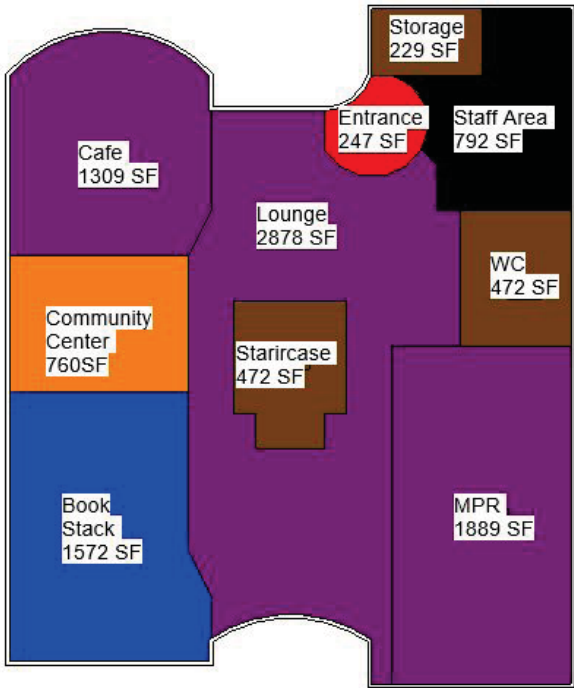 Storage
229 SF
Entrance
247 SF
Staff Area
792 SF
Cafe
1309 SF
Lounge
2878 SF
WC
472 SF
Community
Center
760SF
Starircase
472 SF
Book
Stack
1572 SF
MPR
1889 SF